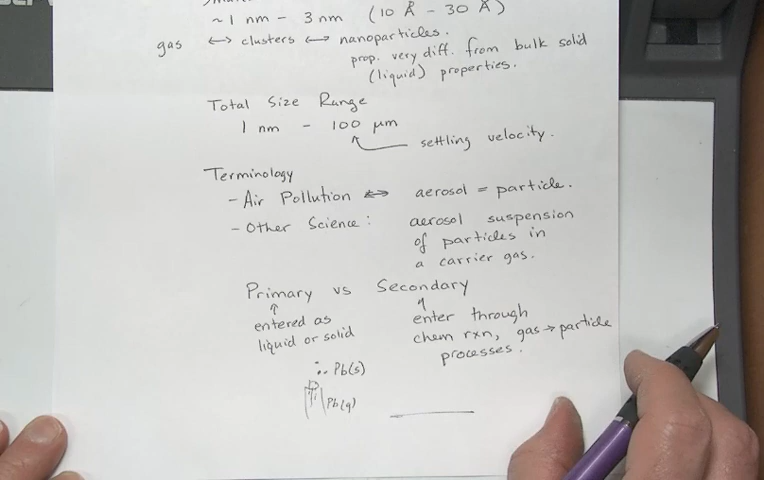 ~ 1 nm - 3 nm (10 Å - 30 Å)
gas ↔ clusters ↔ nanoparticles.
prop. very diff. from bulk solid
(liquid) properties.
Total Size Range
1 nm - 100 μm
settling velocity.
Terminology
- Air Pollution ↔ aerosol = particle.
- Other Science: aerosol suspension
of particles in
a carrier gas.
Primary vs Secondary
entered as
liquid or solid
enter through
chem rxn, gas → particle
processes.
Pb(s)
Pb(g)